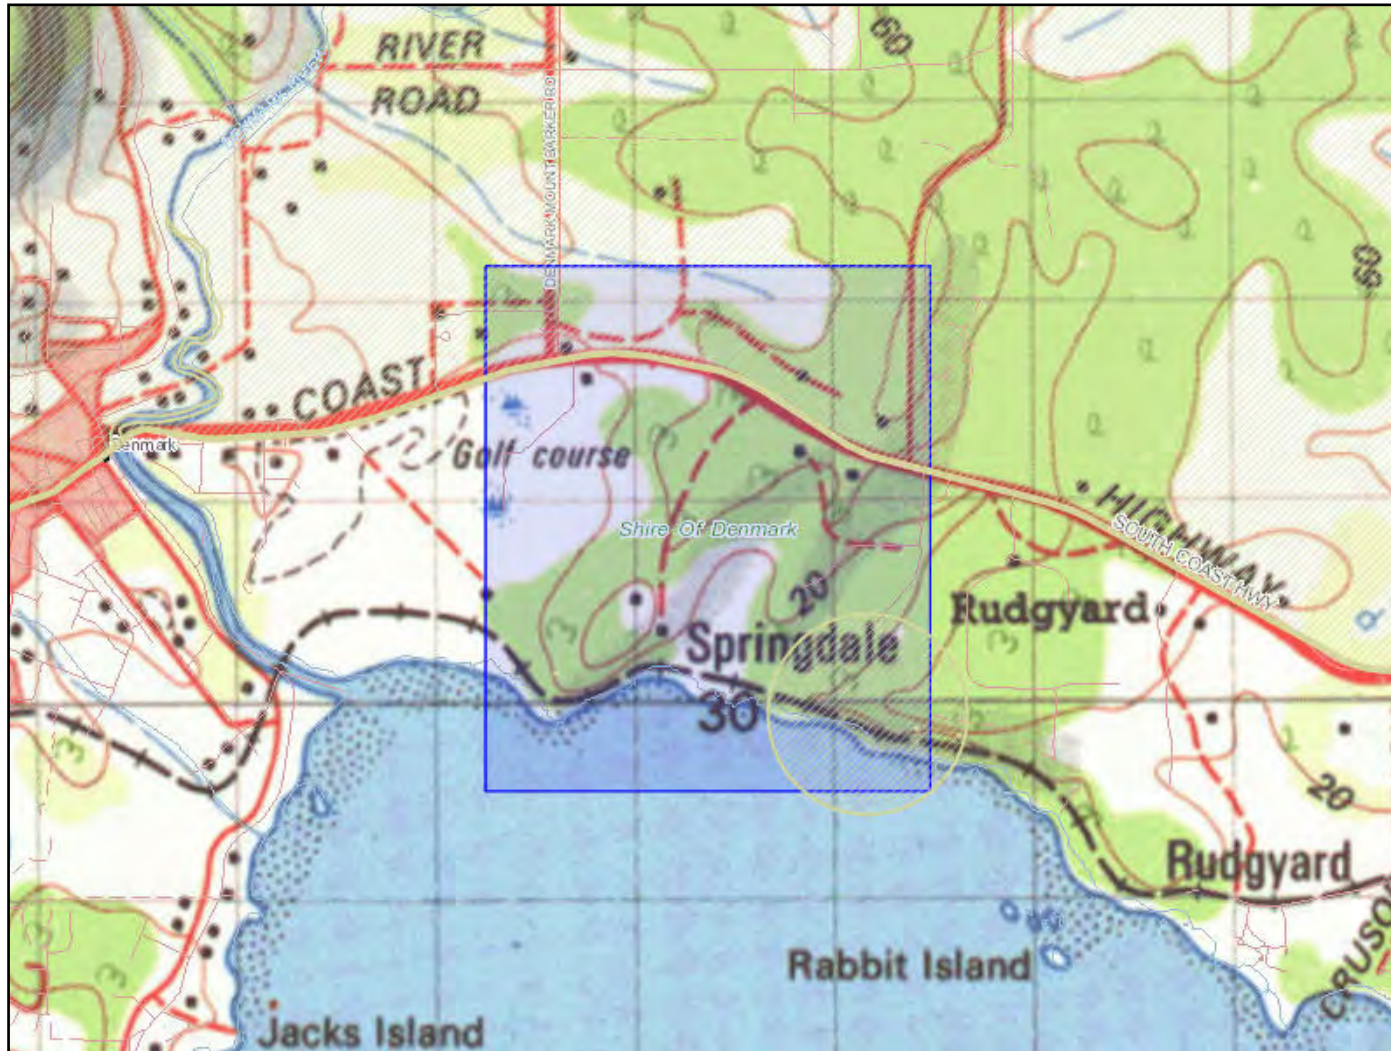 RIVER
ROAD
60
DENMARK MOUNT BARKER RD
60
COAST
Denmark
Golf course
HIGHWAY
SOUTH COAST HWY
Shire Of Denmark
20
Rudgyard
Springdale
30
20
Rudgyard
Rabbit Island
CRUSO
Jacks Island